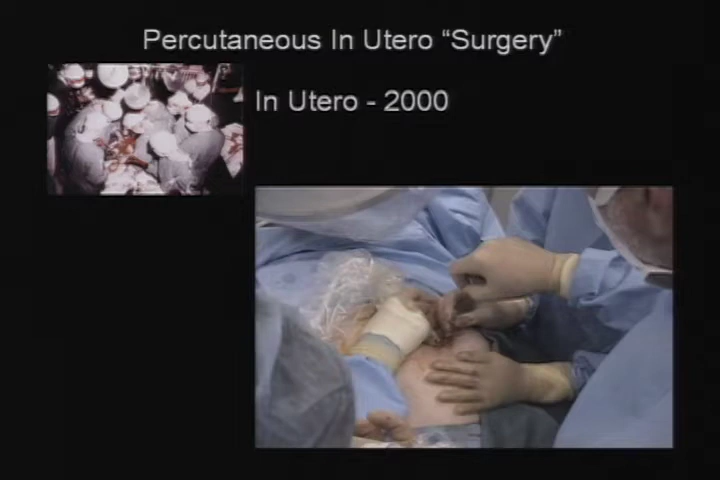 Percutaneous In Utero “Surgery”
In Utero - 2000